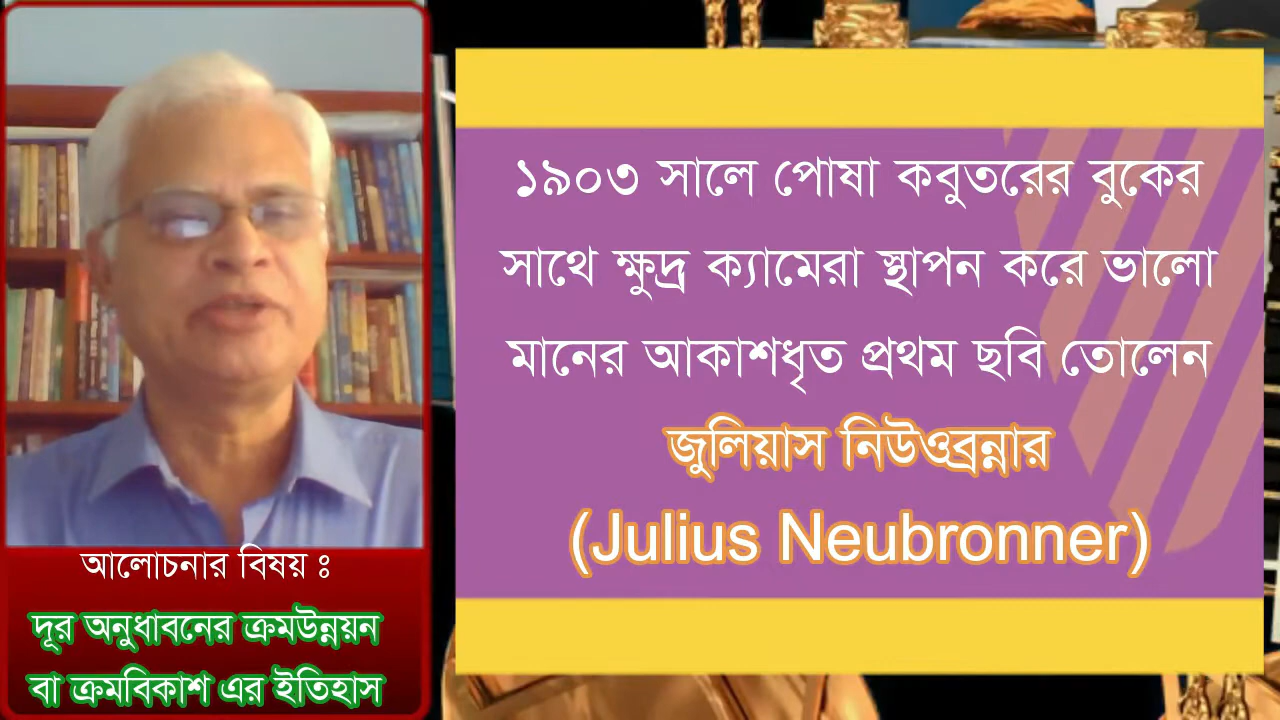 ১৯০৩ সালে পোষা কবুতরের বুকের
সাথে ক্ষুদ্র ক্যামেরা স্থাপন করে ভালো
মানের আকাশধৃত প্রথম ছবি তোলেন
জুলিয়াস নিউওব্রন্নার
(Julius Neubronner)
আলোচনার বিষয় ঃ
দূর অনুধাবনের ক্রমউন্নয়ন
বা ক্রমবিকাশ এর ইতিহাস